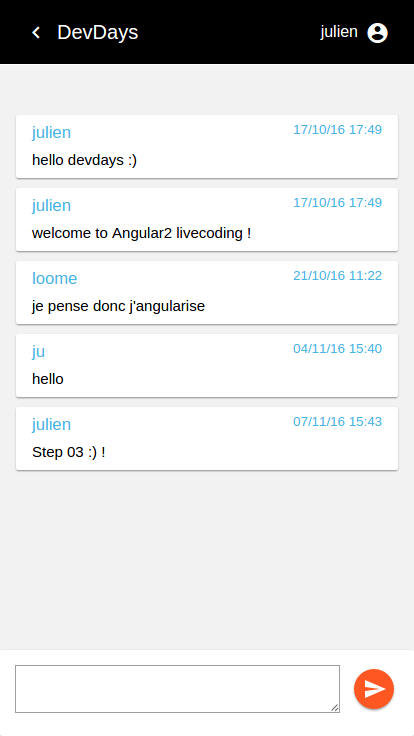 DevDays
julien
julien 17/10/16 17:49
hello devdays :)
julien 17/10/16 17:49
welcome to Angular2 livecoding !
loome 21/10/16 11:22
je pense donc j'angularise
ju 04/11/16 15:40
hello
julien 07/11/16 15:43
Step 03 :) !